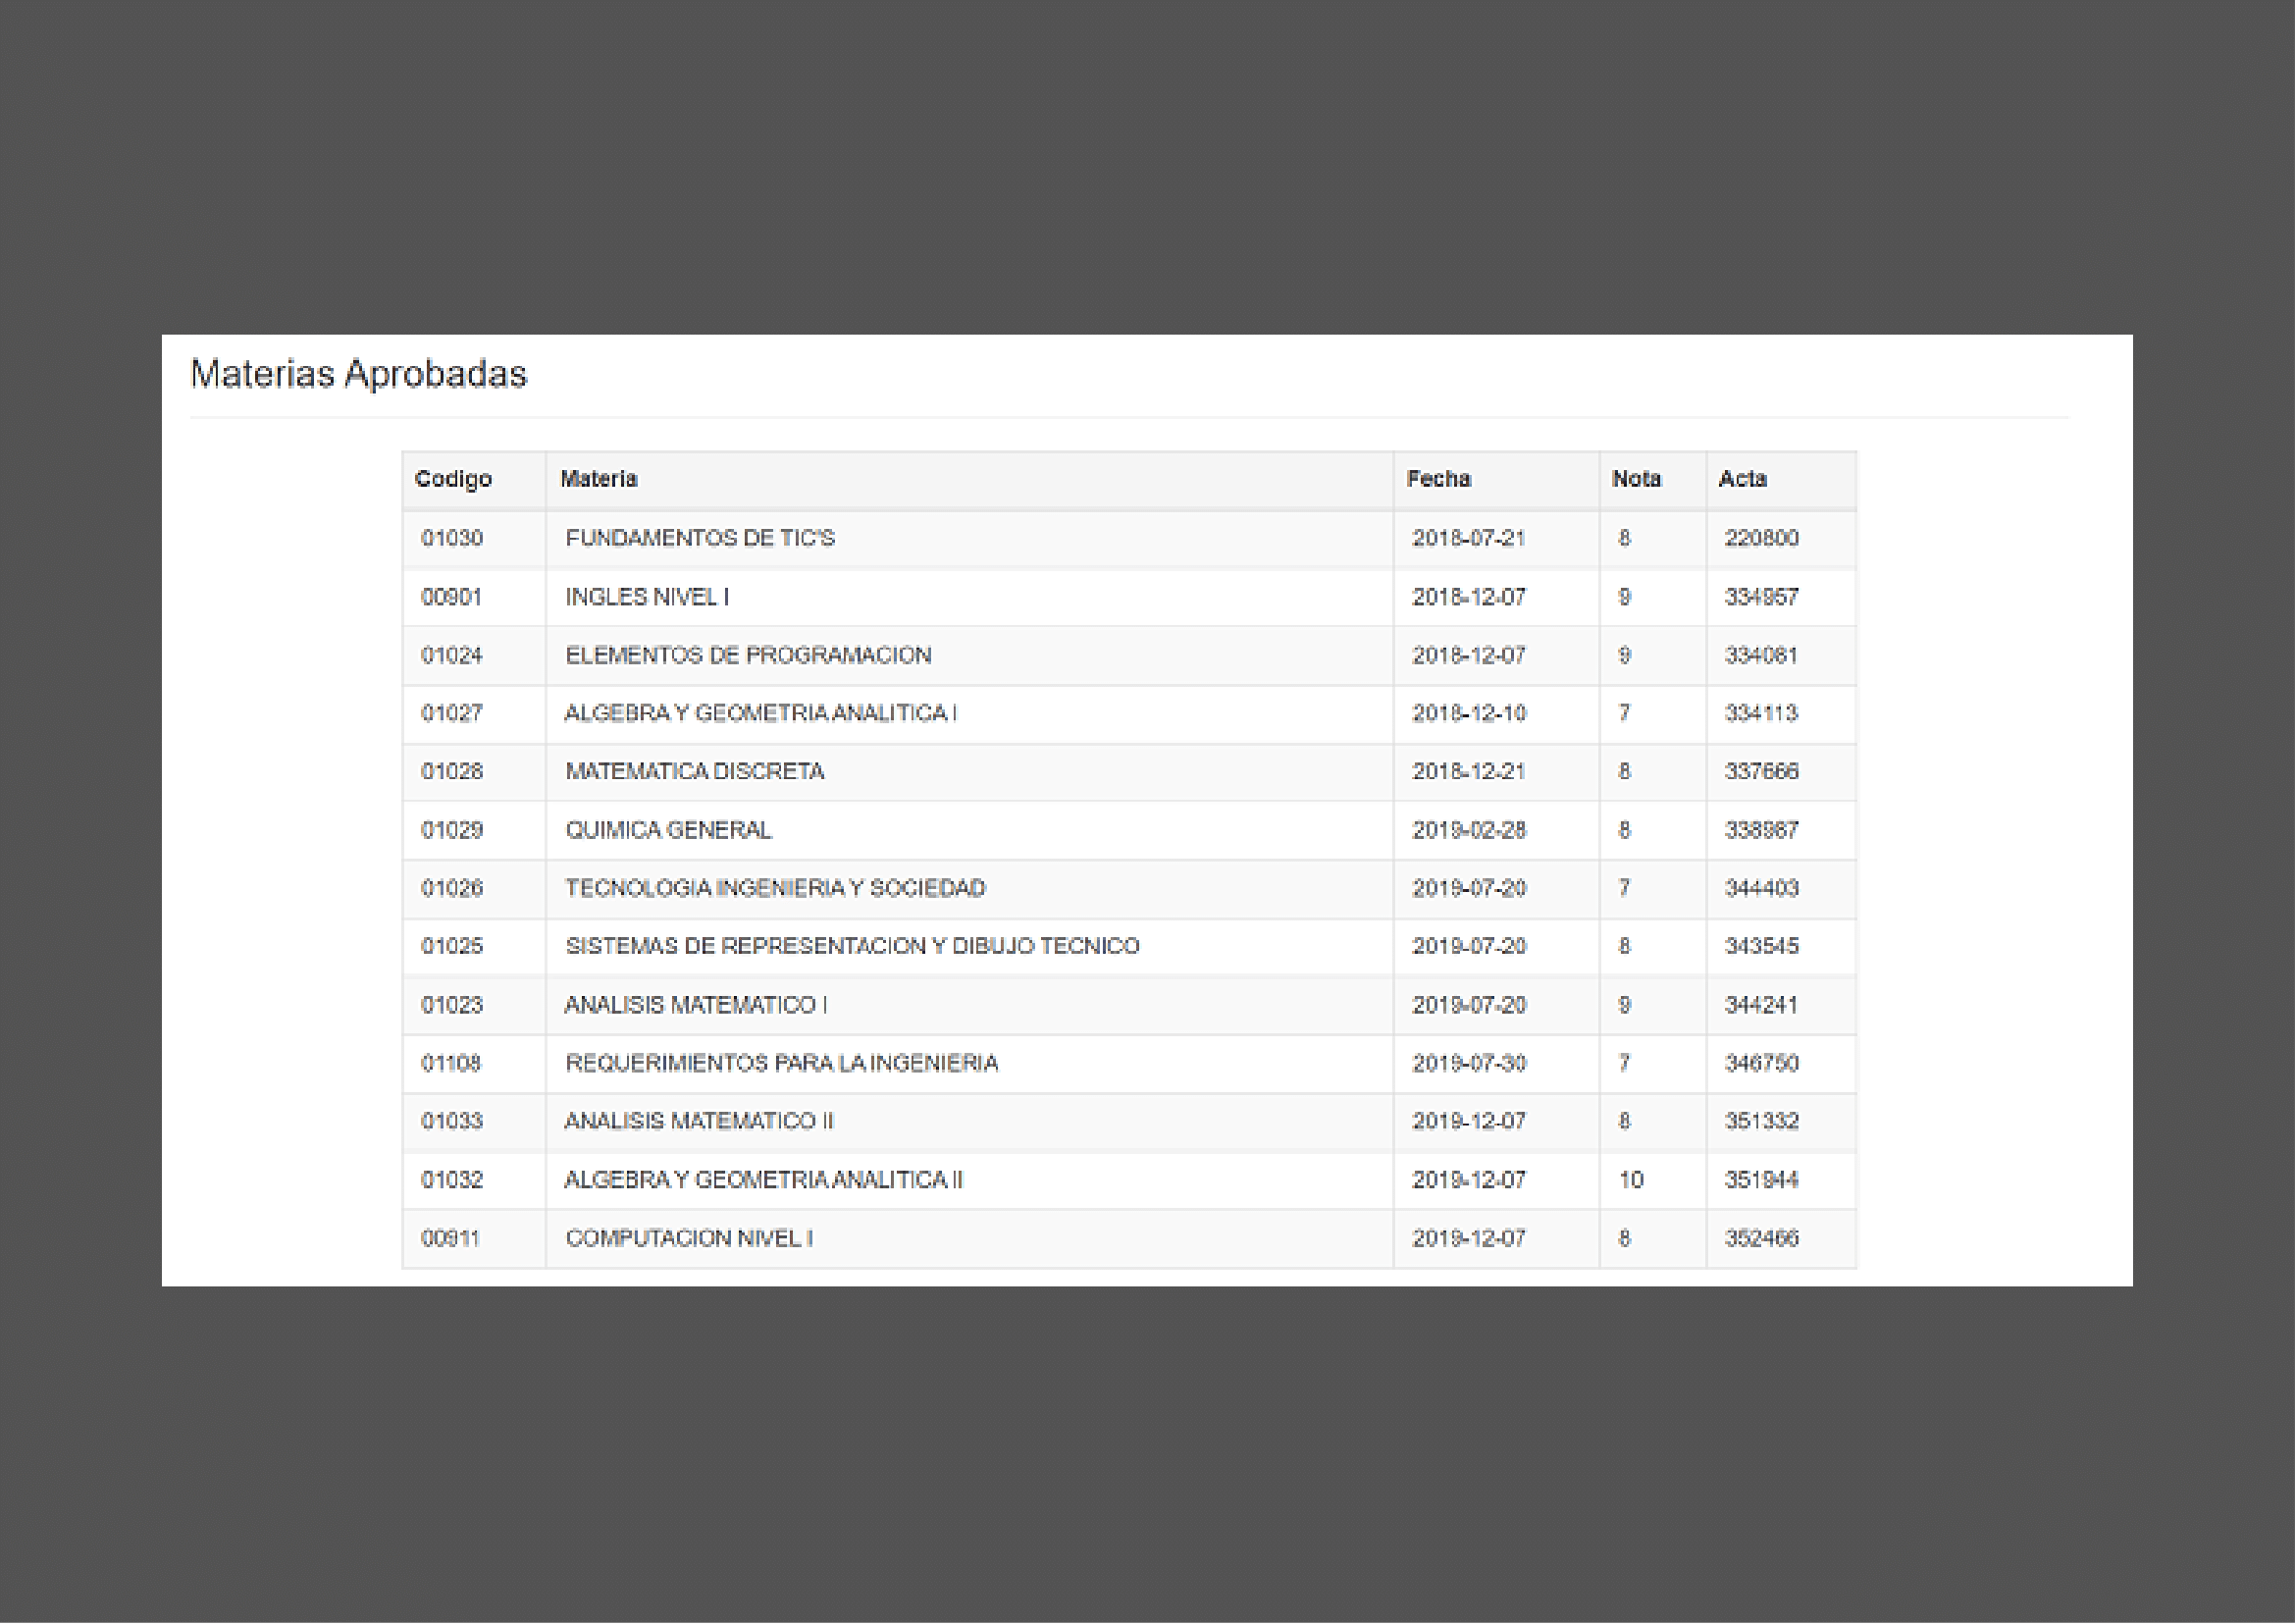 Materias Aprobadas
Codigo Materia Fecha Nota Acta
01030 FUNDAMENTOS DE TIC'S 2018-07-21 8 220800
00901 INGLES NIVEL I 2018-12-07 9 334957
01024 ELEMENTOS DE PROGRAMACION 2018-12-07 9 334081
01027 ALGEBRA Y GEOMETRIA ANALITICA I 2018-12-10 7 334113
01028 MATEMATICA DISCRETA 2018-12-21 8 337666
01029 QUIMICA GENERAL 2019-02-28 8 338987
01026 TECNOLOGIA INGENIERIA Y SOCIEDAD 2019-07-20 7 344403
01025 SISTEMAS DE REPRESENTACION Y DIBUJO TECNICO 2019-07-20 8 343545
01023 ANALISIS MATEMATICO I 2019-07-20 9 344241
01108 REQUERIMIENTOS PARA LA INGENIERIA 2019-07-30 7 346750
01033 ANALISIS MATEMATICO II 2019-12-07 8 351332
01032 ALGEBRA Y GEOMETRIA ANALITICA II 2019-12-07 10 351944
00911 COMPUTACION NIVEL I 2019-12-07 8 352466